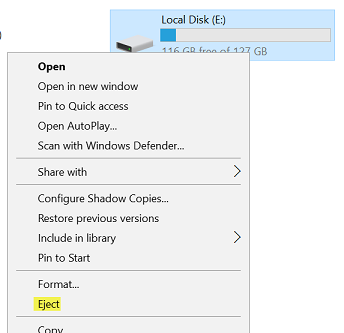 Local Disk (E:)
116 GB free of 127 GB
)
Open
Open in new window
Pin to Quick access
Open AutoPlay...
Scan with Windows Defender...
Share with
Configure Shadow Copies...
Restore previous versions
Include in library
Pin to Start
Format...
Eject
Copy